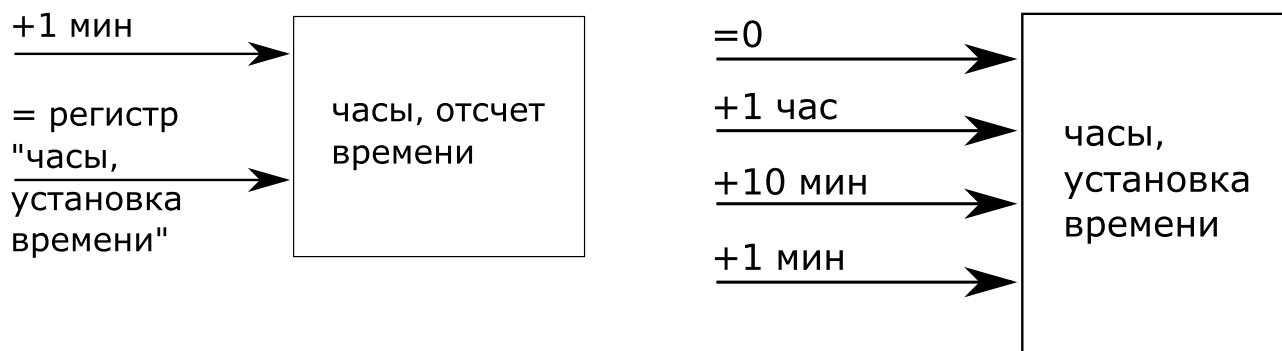 +1 мин
= регистр
"часы,
установка
времени"
часы, отсчет
времени
=0
+1 час
+10 мин
+1 мин
часы,
установка
времени